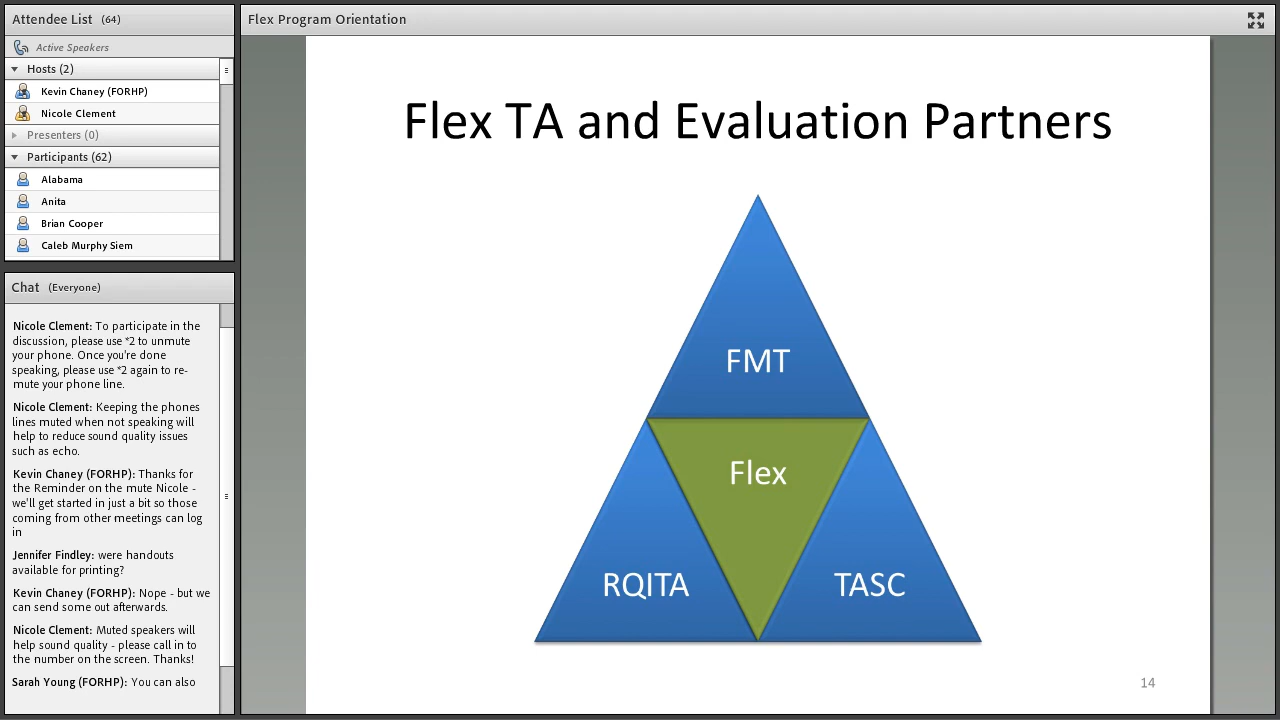 Attendee List (64)
Active Speakers
Hosts (2)
Kevin Chaney (FORHP)
Nicole Clement
Presenters (0)
Participants (62)
Alabama
Anita
Brian Cooper
Caleb Murphy Siem
Chat (Everyone)
Nicole Clement: To participate in the
discussion, please use *2 to unmute
your phone. Once you're done
speaking, please use *2 again to re-
mute your phone line.
Nicole Clement: Keeping the phones
lines muted when not speaking will
help to reduce sound quality issues
such as echo.
Kevin Chaney (FORHP): Thanks for
the Reminder on the mute Nicole -
we'll get started in just a bit so those
coming from other meetings can log
in
Jennifer Findley: were handouts
available for printing?
Kevin Chaney (FORHP): Nope - but we
can send some out afterwards.
Nicole Clement: Muted speakers will
help sound quality - please call in to
the number on the screen. Thanks!
Sarah Young (FORHP): You can also
Flex Program Orientation
Flex TA and Evaluation Partners
FMT
Flex
RQITA
TASC
14